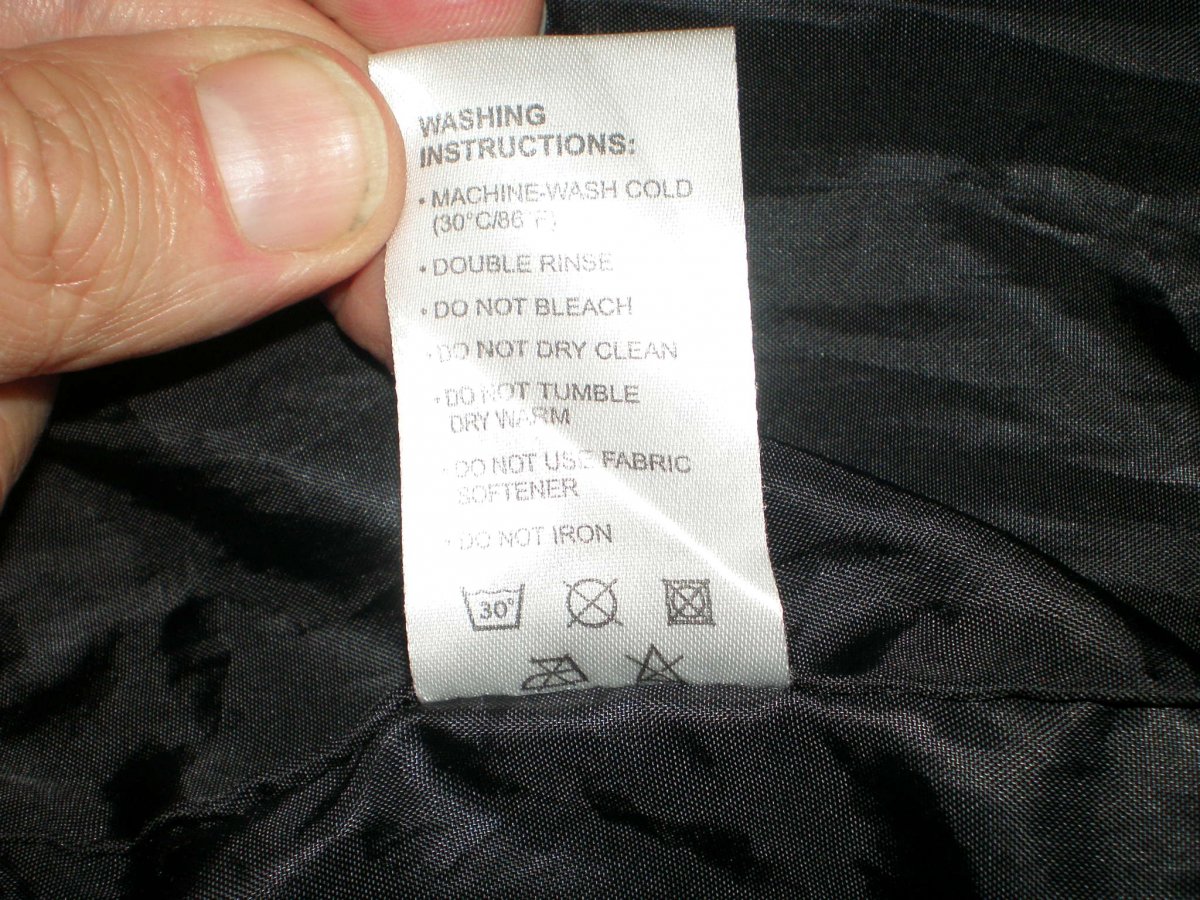 WASHING
INSTRUCTIONS:
• MACHINE-WASH COLD
(30°C/86°F)
• DOUBLE RINSE
• DO NOT BLEACH
• DO NOT DRY CLEAN
• DO NOT TUMBLE
DRY WARM
• DO NOT USE FABRIC
SOFTENER
• DO NOT IRON
30°